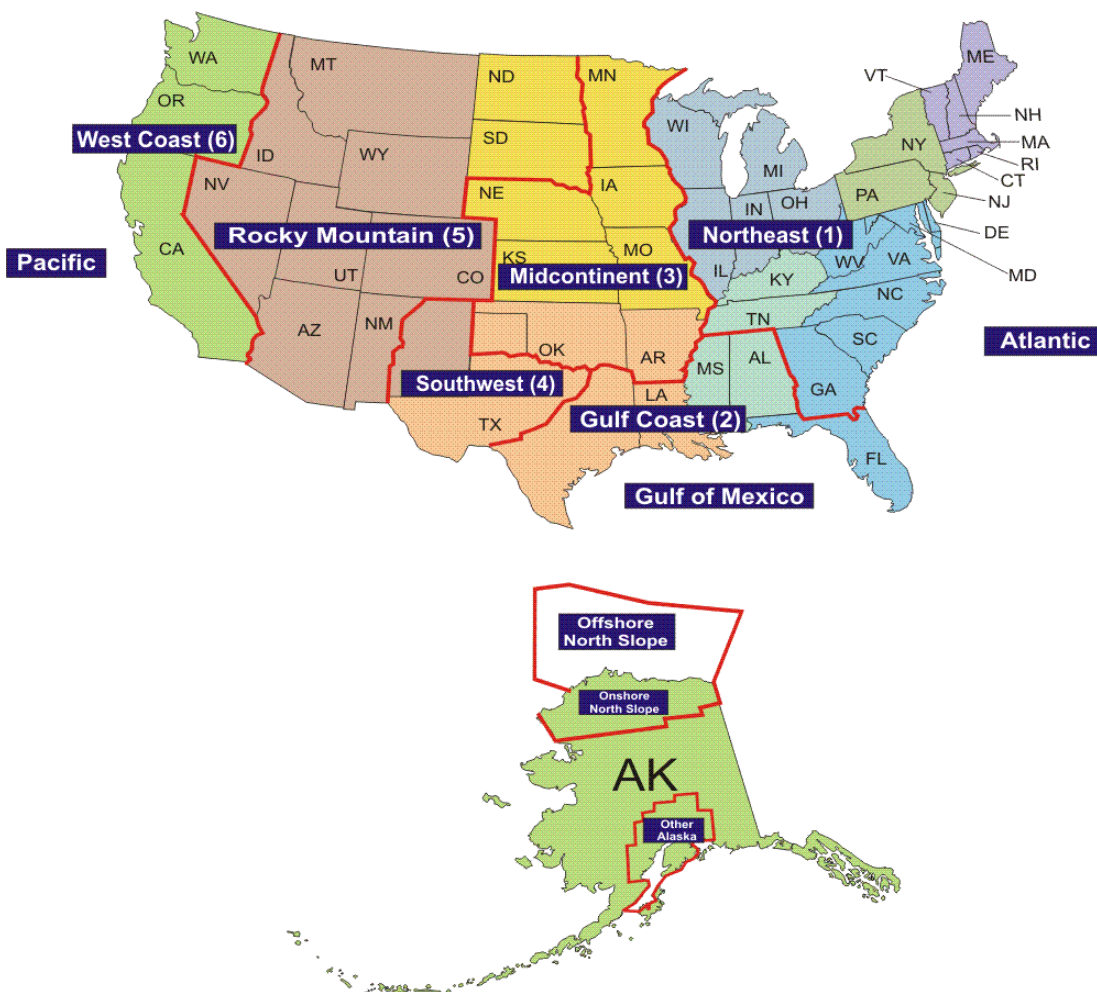 ME
WA
MT
ND
MN
VT
OR
NH
WI
West Coast (6)
SD
NY
MA
ID
WY
MI
RI
CT
NV
NE
IA
PA
NJ
IN
OH
Rocky Mountain (5)
Northeast (1)
DE
CA
MO
Pacific
KS
WV
VA
UT
CO
Midcontinent (3)
IL
KY
MD
NC
TN
AZ
NM
SC
Atlantic
OK
AR
MS
AL
Southwest (4)
GA
LA
TX
Gulf Coast (2)
FL
Gulf of Mexico
Offshore
North Slope
Onshore
North Slope
AK
Other
Alaska